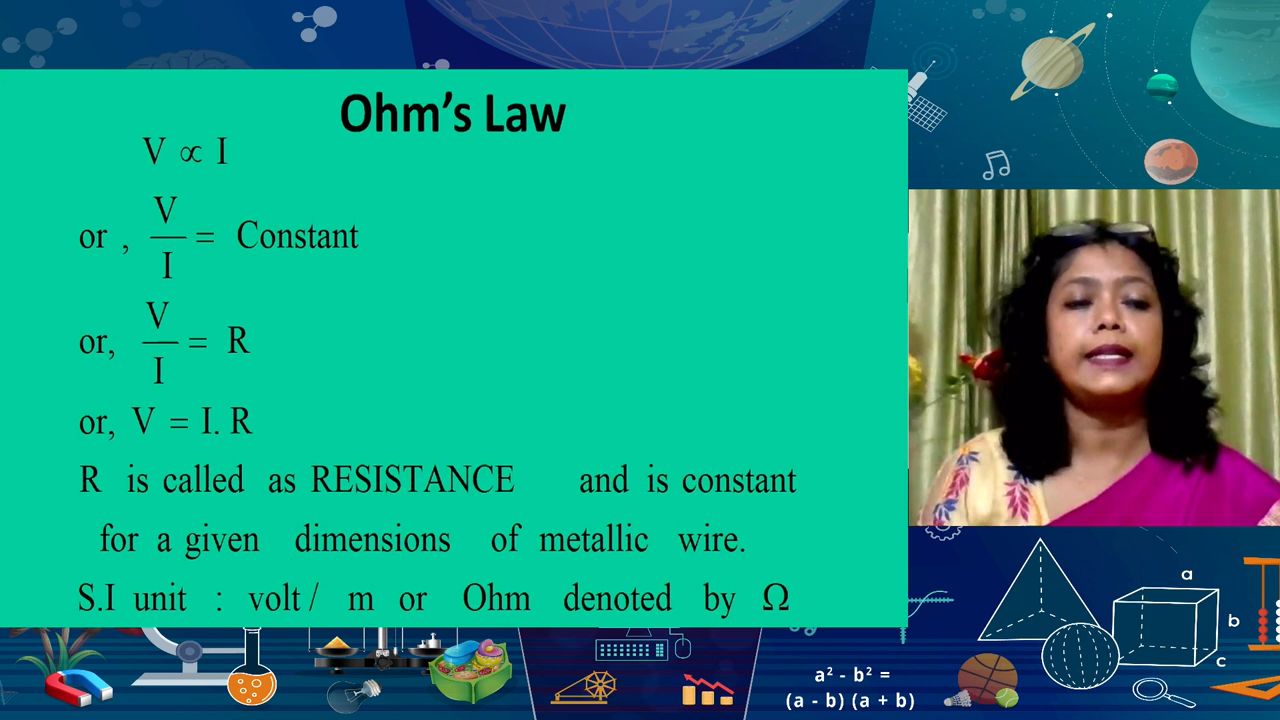 Ohm's Law
V ∝ I
or , V/I = Constant
or, V/I = R
or, V = I. R
R is called as RESISTANCE and is constant
for a given dimensions of metallic wire.
S.I unit : volt / m or Ohm denoted by Ω
a
b
c
a² - b² =
(a - b) (a + b)